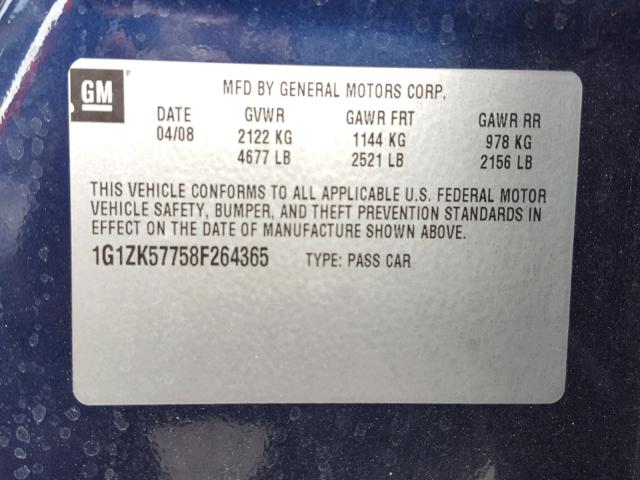 GM
MFD BY GENERAL MOTORS CORP.
DATE GVWR GAWR FRT GAWR RR
04/08 2122 KG 1144 KG 978 KG
4677 LB 2521 LB 2156 LB
THIS VEHICLE CONFORMS TO ALL APPLICABLE U.S. FEDERAL MOTOR
VEHICLE SAFETY, BUMPER, AND THEFT PREVENTION STANDARDS IN
EFFECT ON THE DATE OF MANUFACTURE SHOWN ABOVE.
1G1ZK57758F264365 TYPE: PASS CAR